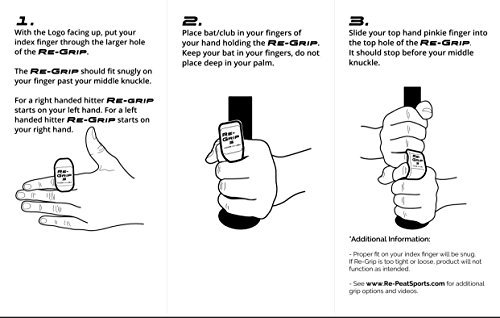 1.
With the Logo facing up, put your
index finger through the larger hole
of the RE-GRIP.
The RE-GRIP should fit snugly on
your finger past your middle knuckle.
For a right handed hitter RE-GRIP
starts on your left hand. For a left
handed hitter RE-GRIP starts on
your right hand.
RE-
GRIP
2.
Place bat/club in your fingers of
your hand holding the RE-GRIP.
Keep your bat in your fingers, do not
place deep in your palm.
RE-
GRIP
3.
Slide your top hand pinkie finger into
the top hole of the RE-GRIP.
It should stop before your middle
knuckle.
RE-
GRIP
*Additional Information:
- Proper fit on your index finger will be snug.
If Re-Grip is too tight or loose, product will not
function as intended.
- See www.Re-PeatSports.com for additional
grip options and videos.